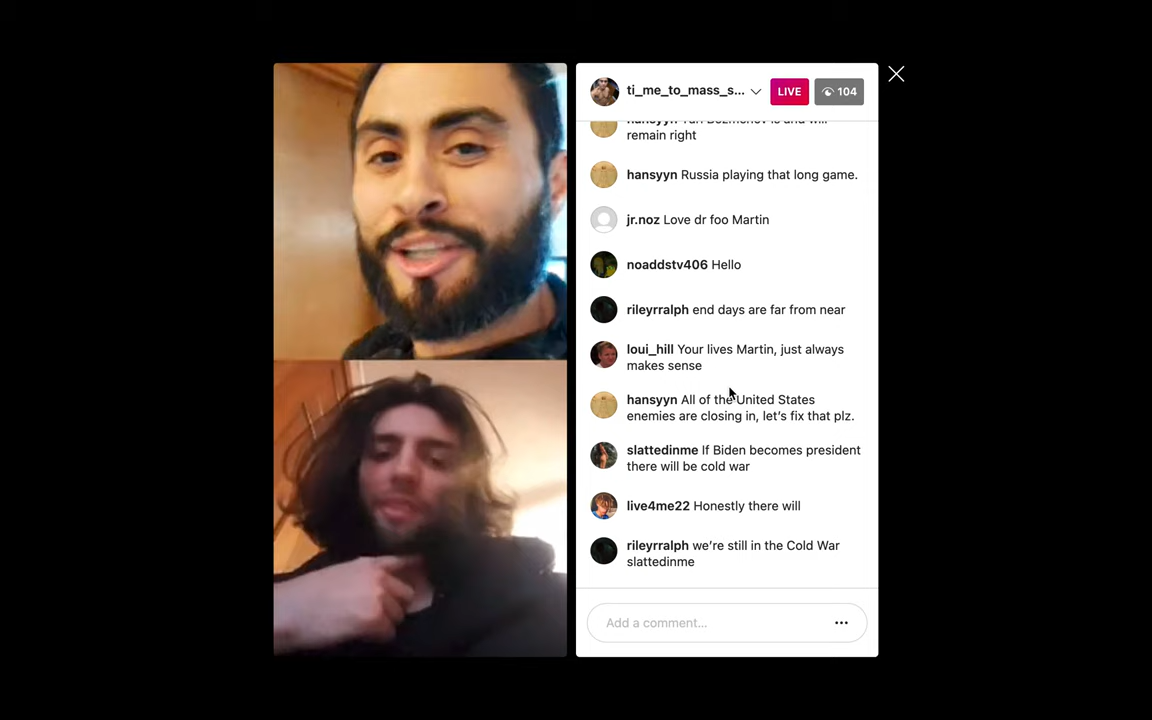 ti_me_to_mass_s...
LIVE
104
remain right
hansyyn Russia playing that long game.
jr.noz Love dr foo Martin
noaddstv406 Hello
rileyrralph end days are far from near
loui_hill Your lives Martin, just always
makes sense
hansyyn All of the United States
enemies are closing in, let’s fix that plz.
slattedinme If Biden becomes president
there will be cold war
live4me22 Honestly there will
rileyrralph we’re still in the Cold War
slattedinme
Add a comment...